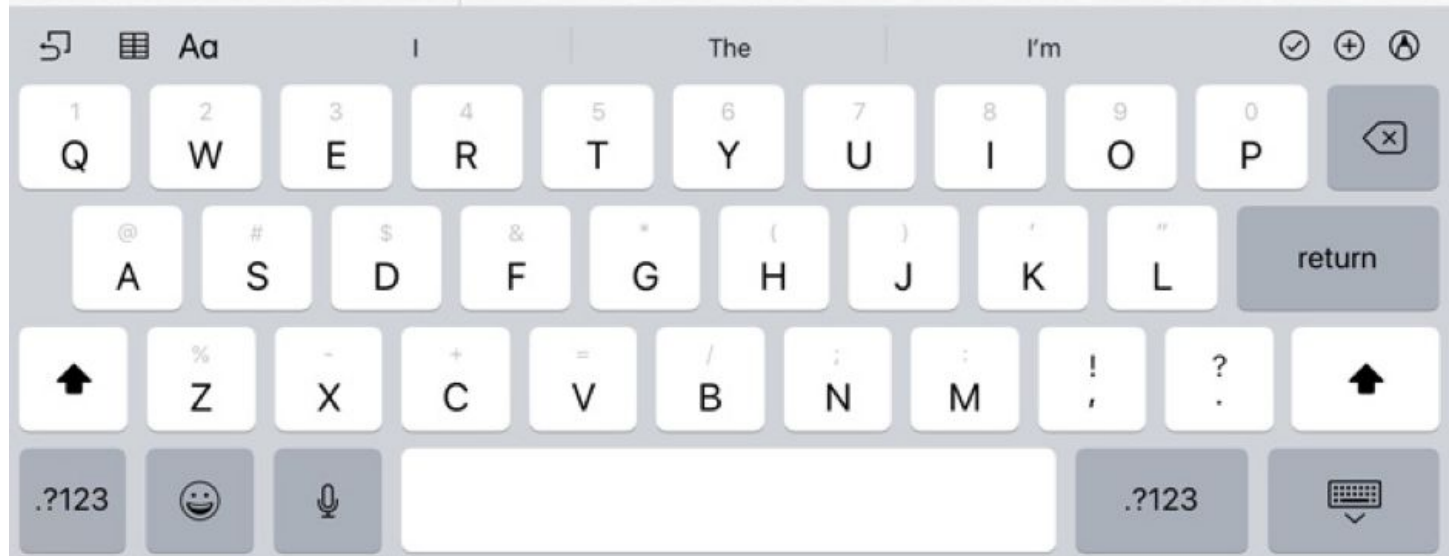 Aa I The I'm
1 2 3 4 5 6 7 8 9 0
Q W E R T Y U I O P
@ # $ & * ( ) ' "
A S D F G H J K L return
% - + = / ; : ! ?
Z X C V B N M , .
.?123 .?123